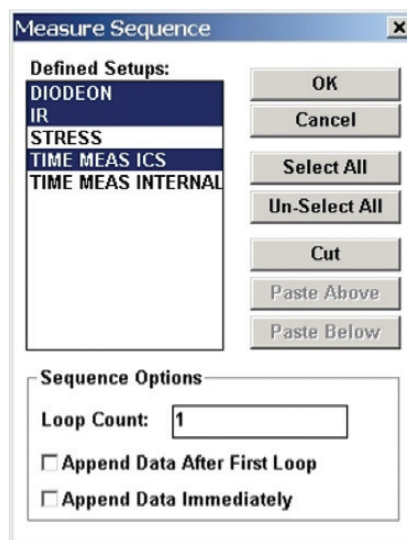 Measure Sequence
Defined Setups:
DIODEON
IR
STRESS
TIME MEAS ICS
TIME MEAS INTERNAL
OK
Cancel
Select All
Un-Select All
Cut
Paste Above
Paste Below
Sequence Options
Loop Count: 1
Append Data After First Loop
Append Data Immediately